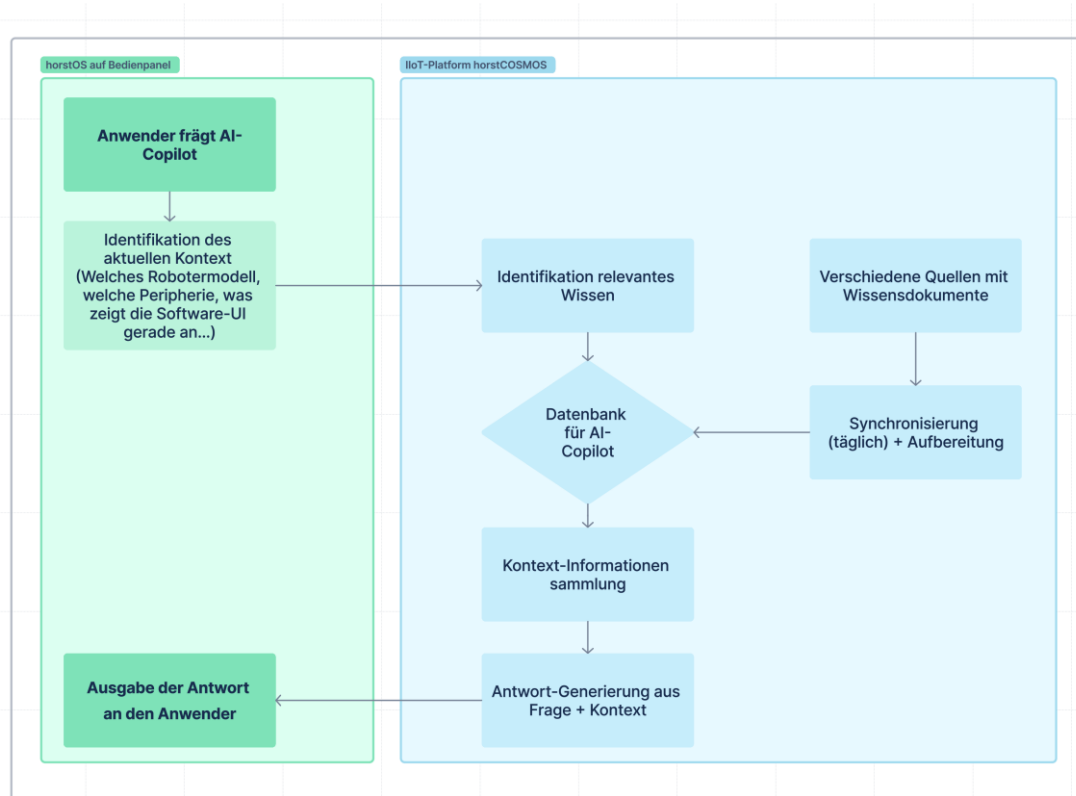 horstOS auf Bedienpanel
IIoT-Platform horstCOSMOS
Anwender frägt AI-
Copilot
Identifikation des
aktuellen Kontext
(Welches Robotermodell,
welche Peripherie, was
zeigt die Software-UI
gerade an...)
Identifikation relevantes
Wissen
Verschiedene Quellen mit
Wissensdokumente
Datenbank
für AI-
Copilot
Synchronisierung
(täglich) + Aufbereitung
Kontext-Informationen
sammlung
Antwort-Generierung aus
Frage + Kontext
Ausgabe der Antwort
an den Anwender